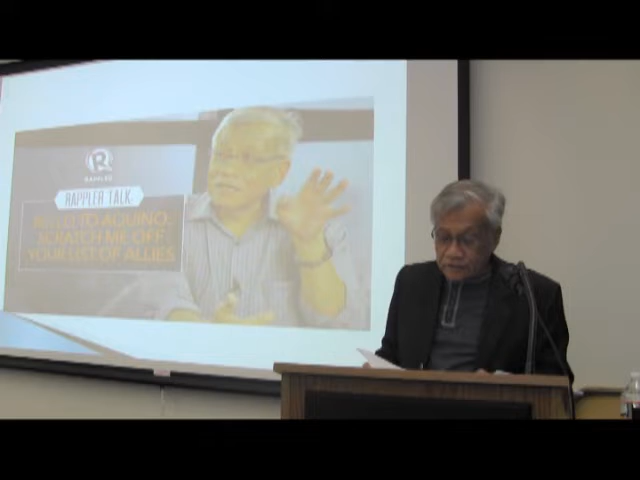 R
RAPPLER
RAPPLER TALK
BELLO TO AQUINO:
SCRATCH ME OFF
YOUR LIST OF ALLIES